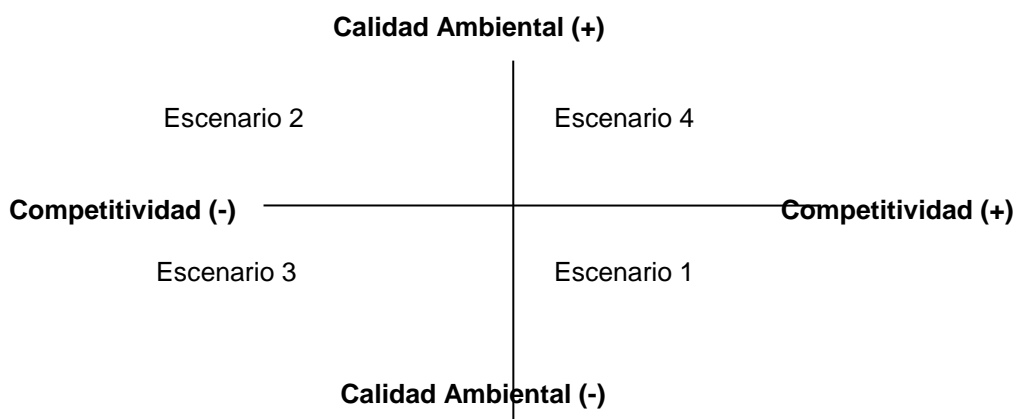 Calidad Ambiental (+)
Escenario 2
Escenario 4
Competitividad (-)
Competitividad (+)
Escenario 3
Escenario 1
Calidad Ambiental (-)